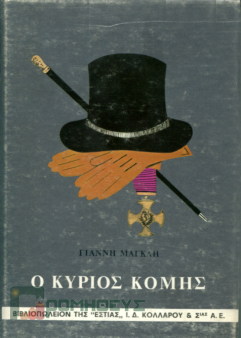 ΓΙΑΝΝΗ ΜΑΓΚΛΗ
Ο ΚΥΡΙΟΣ ΚΟΜΗΣ
ΒΙΒΛΙΟΠΩΛΕΙΟΝ ΤΗΣ "ΕΣΤΙΑΣ", Ι.Δ. ΚΟΛΛΑΡΟΥ & ΣΙΑΣ Α.Ε.